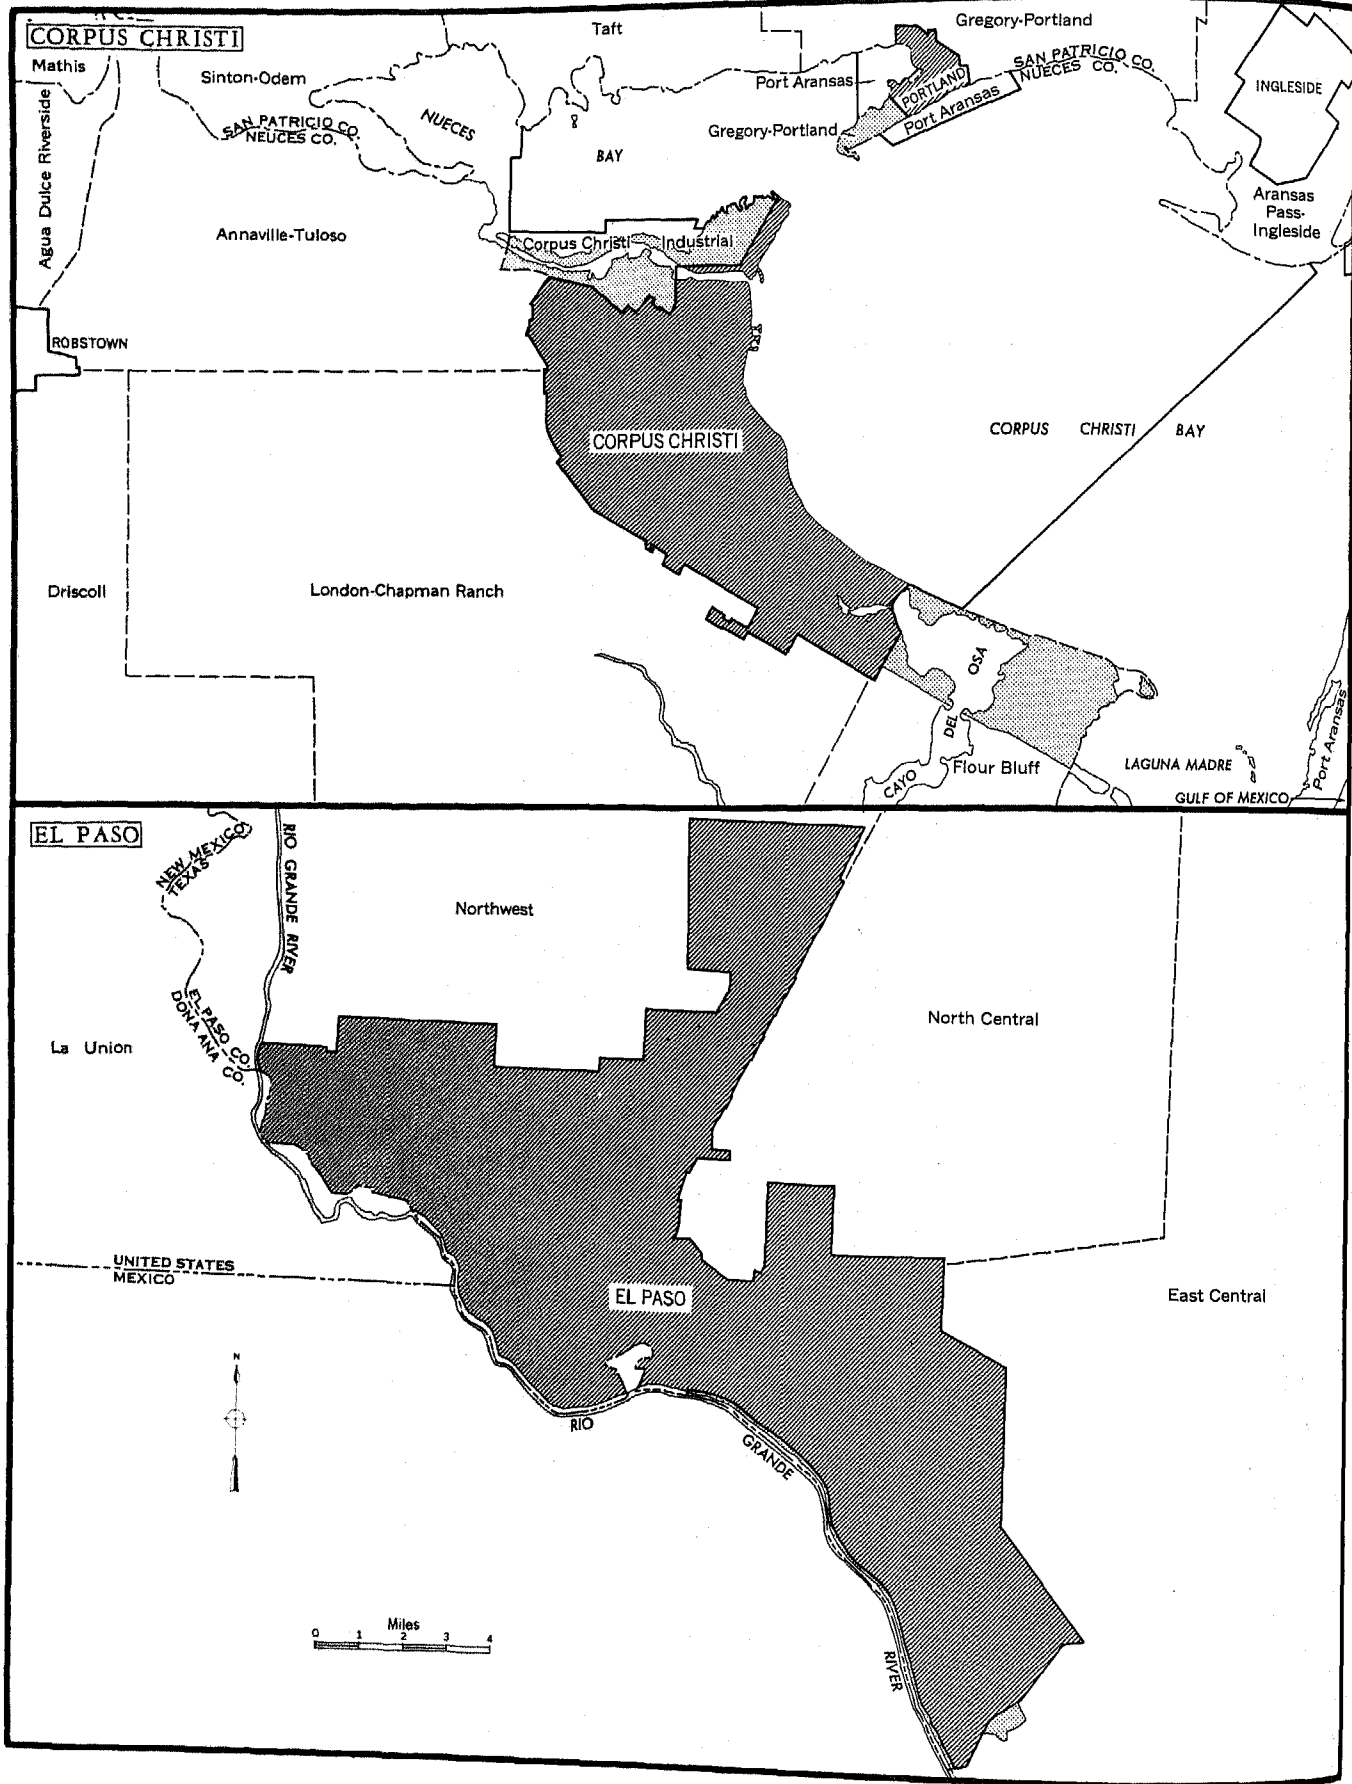 CORPUS CHRISTI
Mathis
Agua Dulce Riverside
Sinton-Odem
SAN PATRICIO CO.
NEUCES CO.
NUECES
BAY
Taft
Gregory-Portland
Port Aransas
PORTLAND
Port Aransas
Gregory-Portland
SAN PATRICIO CO.
NUECES CO.
INGLESIDE
Aransas
Pass-
Ingleside
Annaville-Tuloso
Corpus Christi Industrial
ROBSTOWN
CORPUS CHRISTI
CORPUS CHRISTI BAY
Driscoll
London-Chapman Ranch
OSA
DEL
CAYO
Flour Bluff
LAGUNA MADRE
GULF OF MEXICO
Port Aransas
EL PASO
NEW MEXICO
TEXAS
RIO GRANDE RIVER
Northwest
La Union
EL PASO CO.
DONA ANA CO.
North Central
UNITED STATES
MEXICO
EL PASO
East Central
N
RIO
GRANDE
RIVER
Miles
0 1 2 3 4